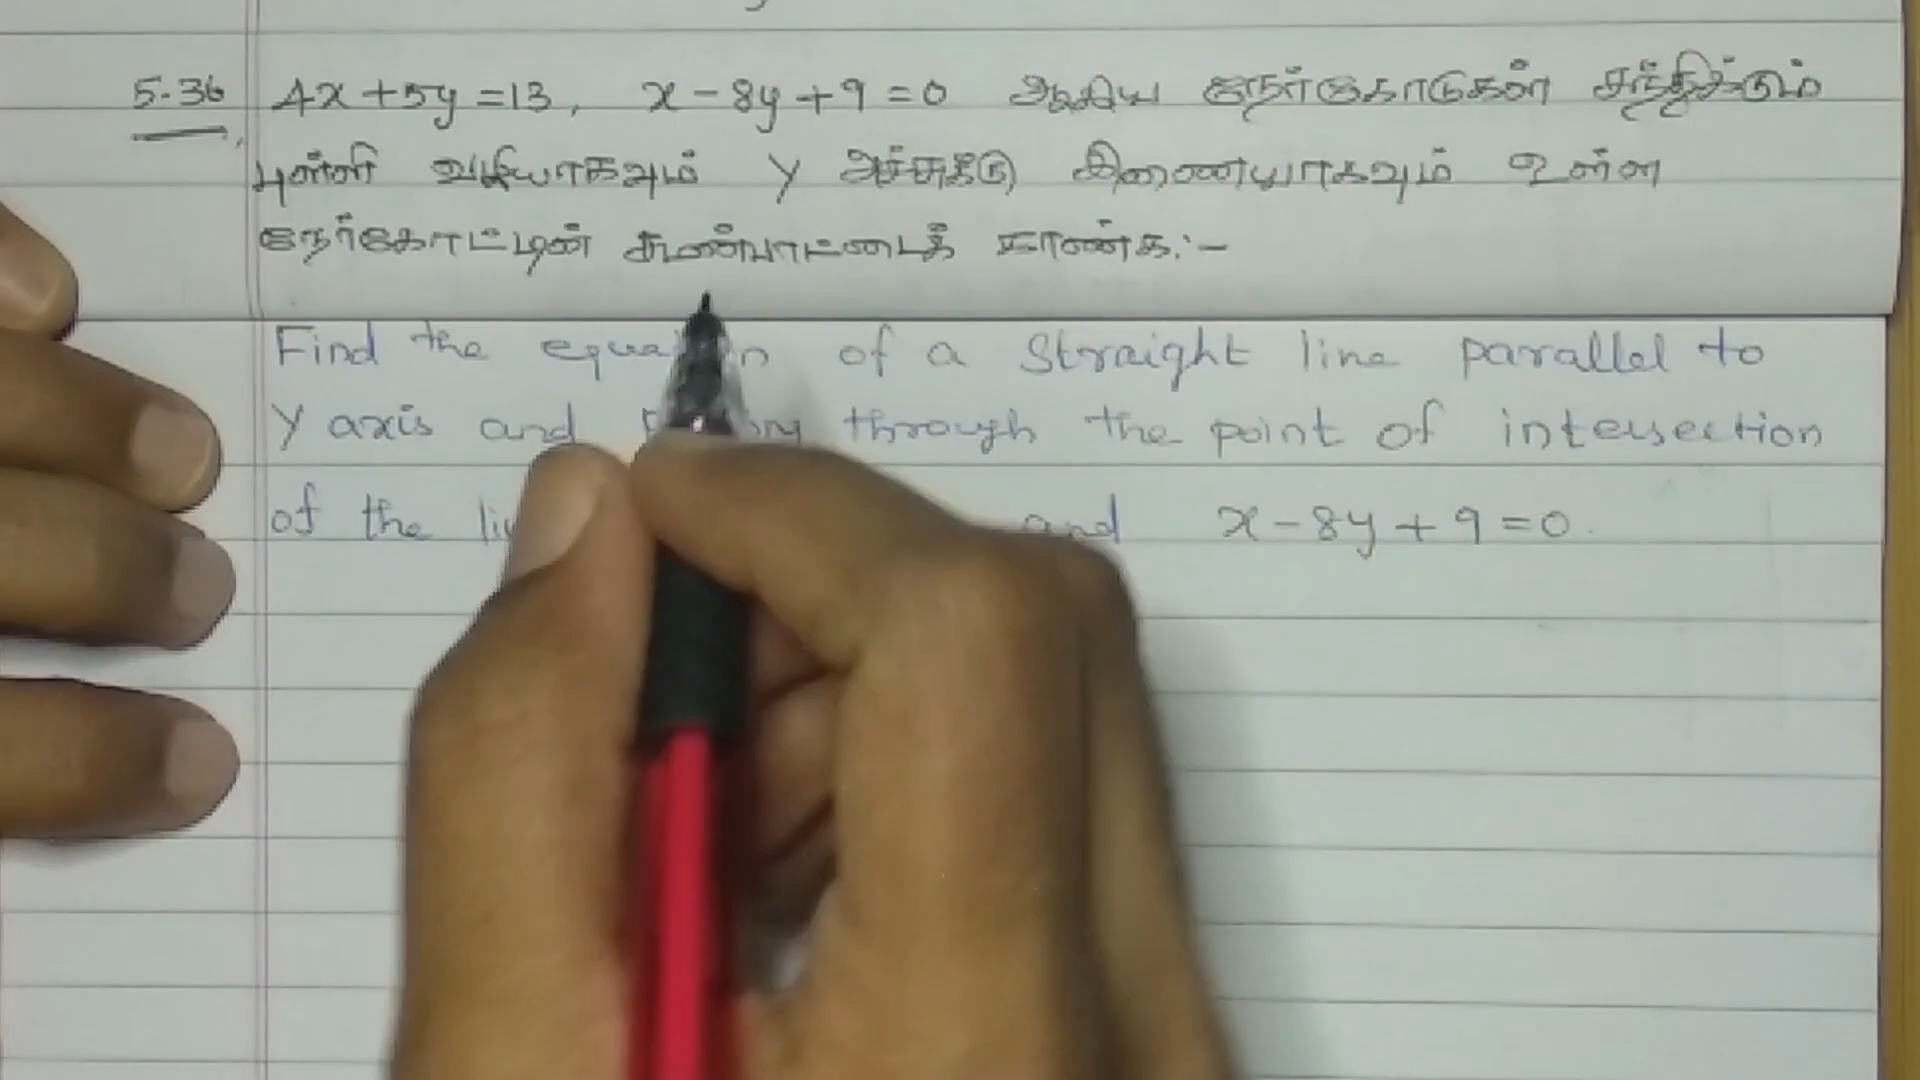 5.36 4x+5y=13, x-8y+9=0 ஆகிய நேர்கோடுகள் சந்திக்கும்
புள்ளி வழியாகவும் y அச்சுக்கு இணையாகவும் உள்ள
நேர்கோட்டின் சமன்பாட்டைக் காண்க:-
Find the of a straight line parallel to
Y axis and through the point of intersection
of the and x-8y+9=0.